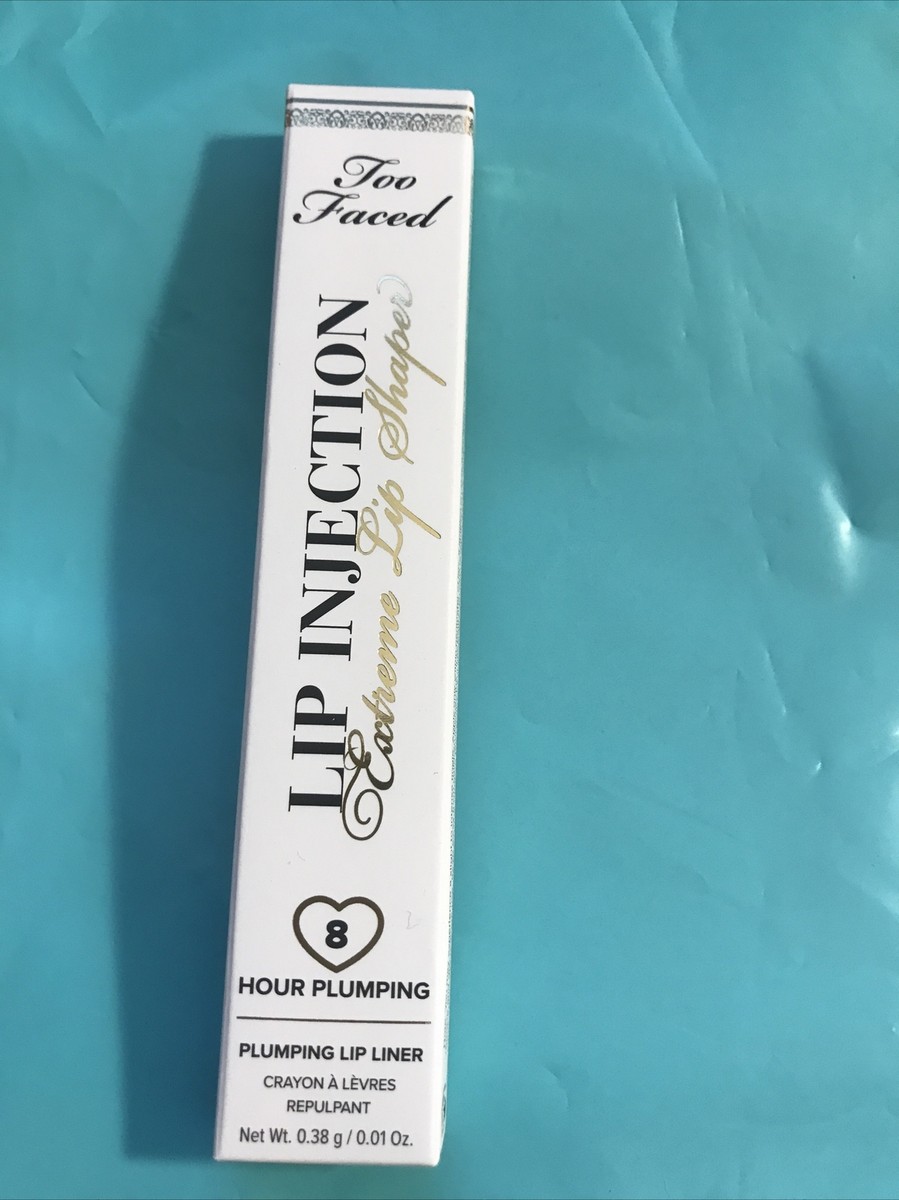 Too
Faced
LIP INJECTION
Extreme Lip Shaper
8
HOUR PLUMPING
PLUMPING LIP LINER
CRAYON À LÈVRES
REPULPANT
Net Wt. 0.38 g / 0.01 Oz.